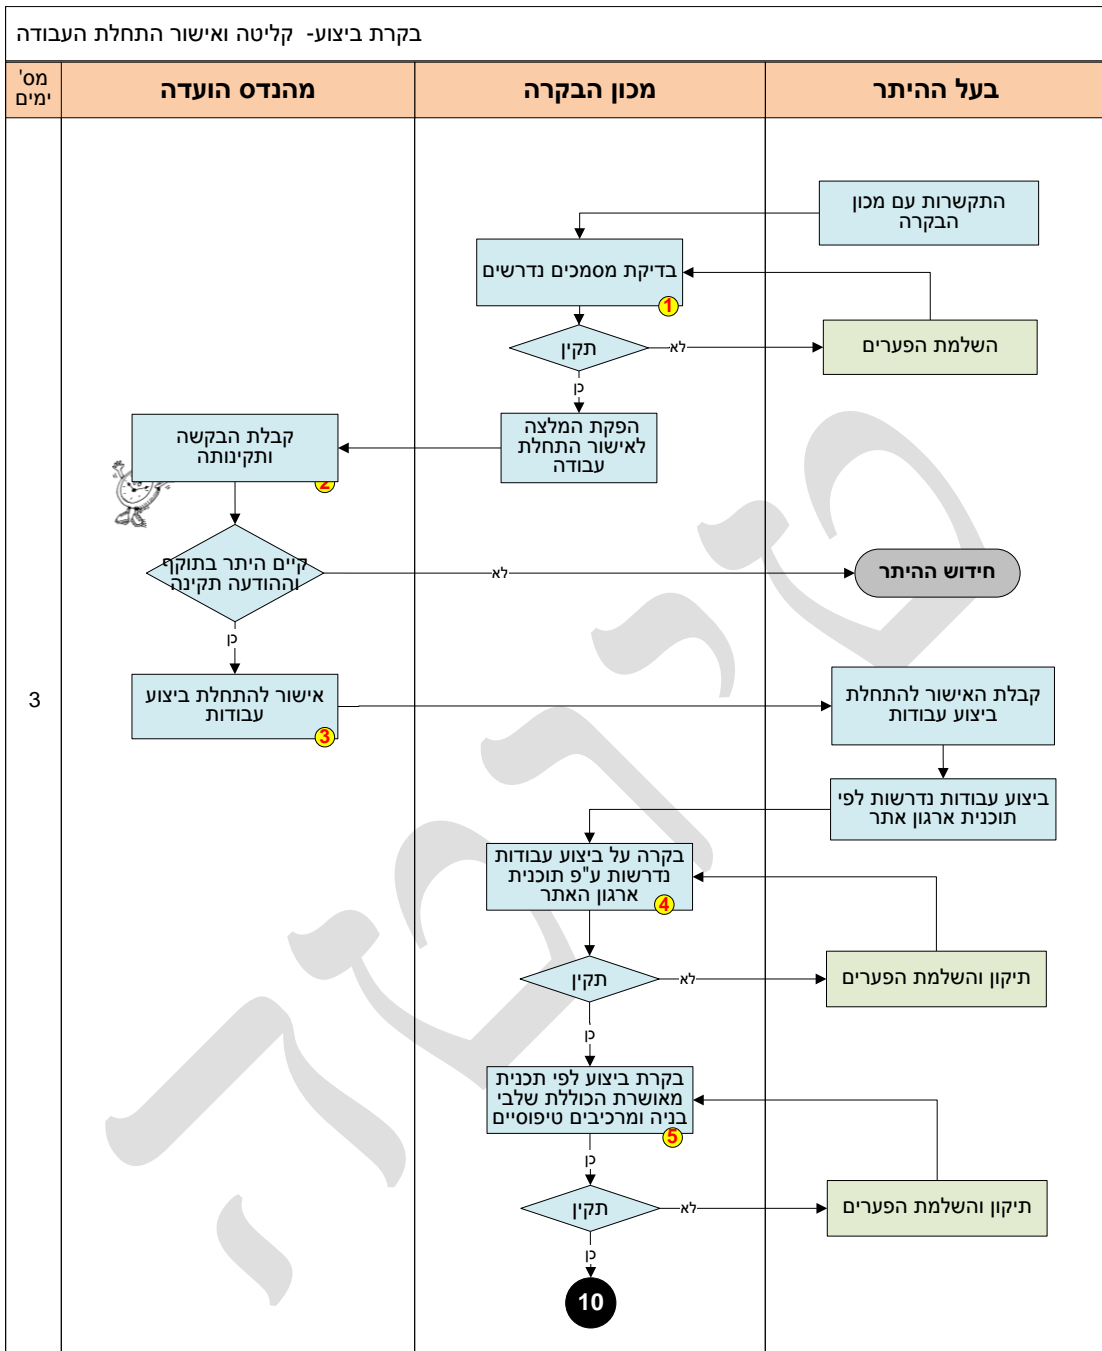 בקרת ביצוע- קליטה ואישור התחלת העבודה
בעל ההיתר
מכון הבקרה
מהנדס הועדה
מס'
ימים
התקשרות עם מכון
הבקרה
בדיקת מסמכים נדרשים
1
תקין
לא
השלמת הפערים
כן
הפקת המלצה
לאישור התחלת
עבודה
קבלת הבקשה
ותקינותה
2
קיים היתר בתוקף
וההודעה תקינה
לא
חידוש ההיתר
כן
אישור להתחלת ביצוע
עבודות
3
3
קבלת האישור להתחלת
ביצוע עבודות
ביצוע עבודות נדרשות לפי
תוכנית ארגון אתר
בקרה על ביצוע עבודות
נדרשות ע"פ תוכנית
ארגון האתר
4
תקין
לא
תיקון והשלמת הפערים
כן
בקרת ביצוע לפי תכנית
מאושרת הכוללת שלבי
בניה ומרכיבים טיפוסיים
5
כן
תקין
לא
תיקון והשלמת הפערים
כן
10